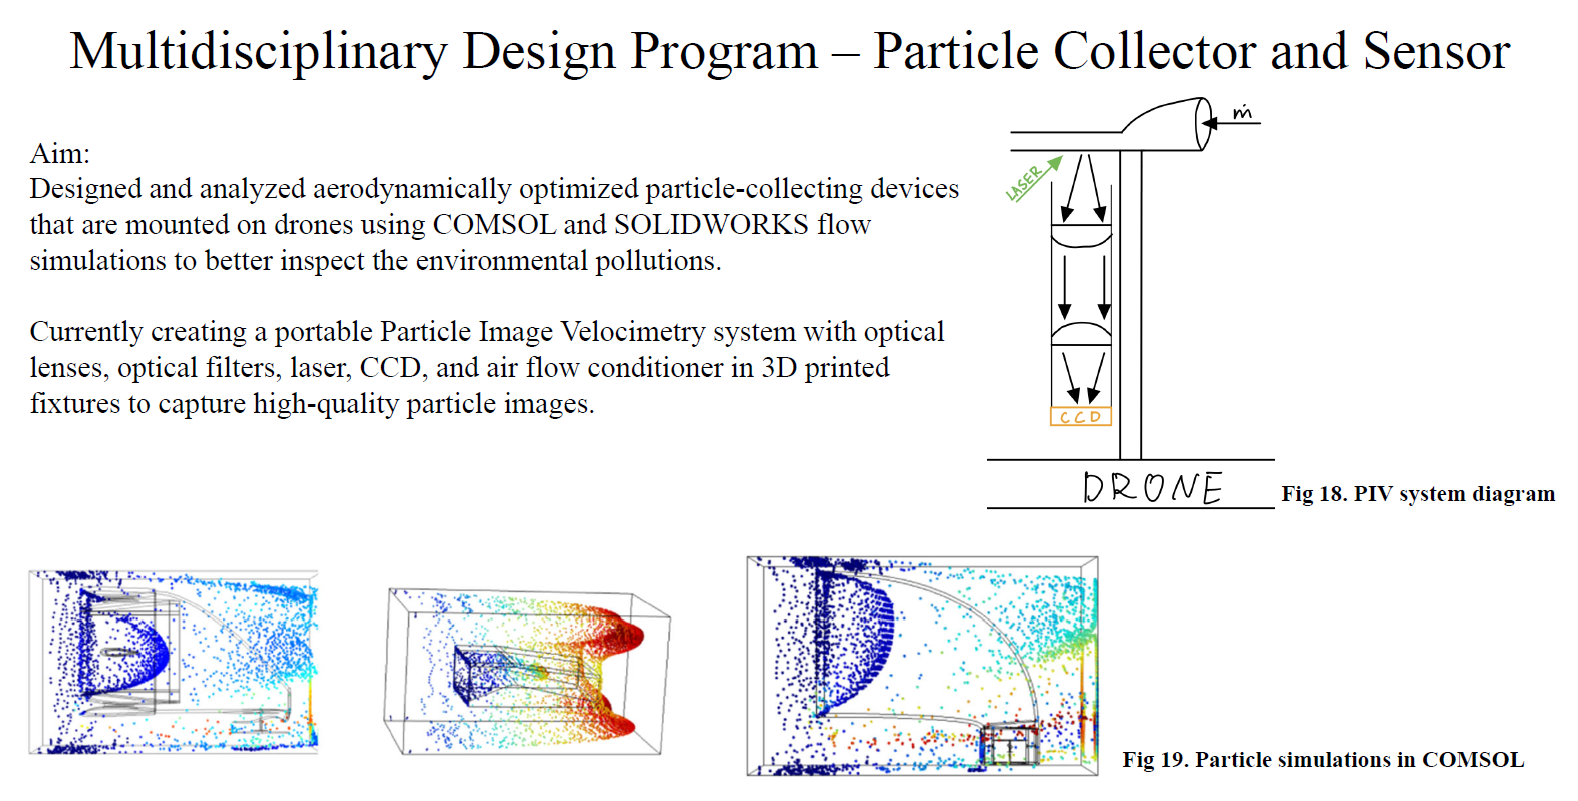 Multidisciplinary Design Program – Particle Collector and Sensor
Aim:
Designed and analyzed aerodynamically optimized particle-collecting devices
that are mounted on drones using COMSOL and SOLIDWORKS flow
simulations to better inspect the environmental pollutions.
Currently creating a portable Particle Image Velocimetry system with optical
lenses, optical filters, laser, CCD, and air flow conditioner in 3D printed
fixtures to capture high-quality particle images.
ṁ
LASER
CCD
DRONE
Fig 18. PIV system diagram
Fig 19. Particle simulations in COMSOL